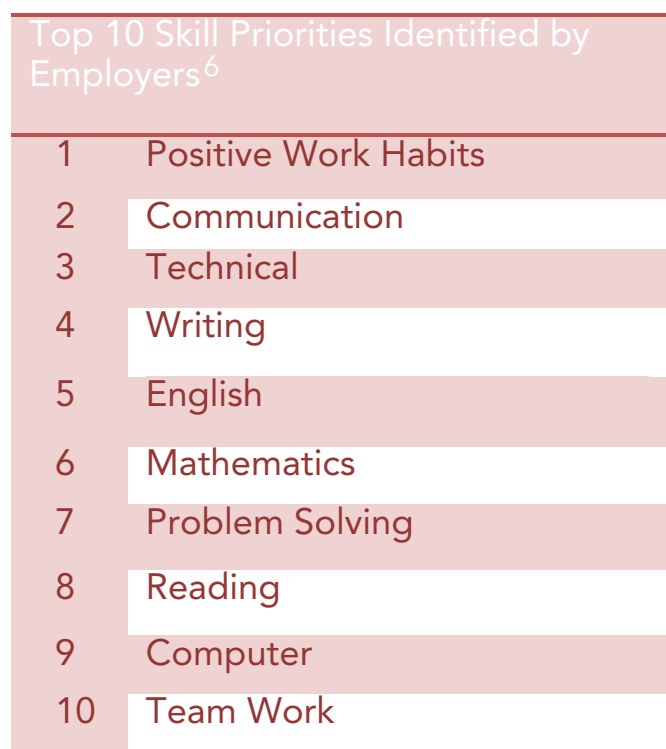 Top 10 Skill Priorities Identified by
Employers6
1 Positive Work Habits
2 Communication
3 Technical
4 Writing
5 English
6 Mathematics
7 Problem Solving
8 Reading
9 Computer
10 Team Work